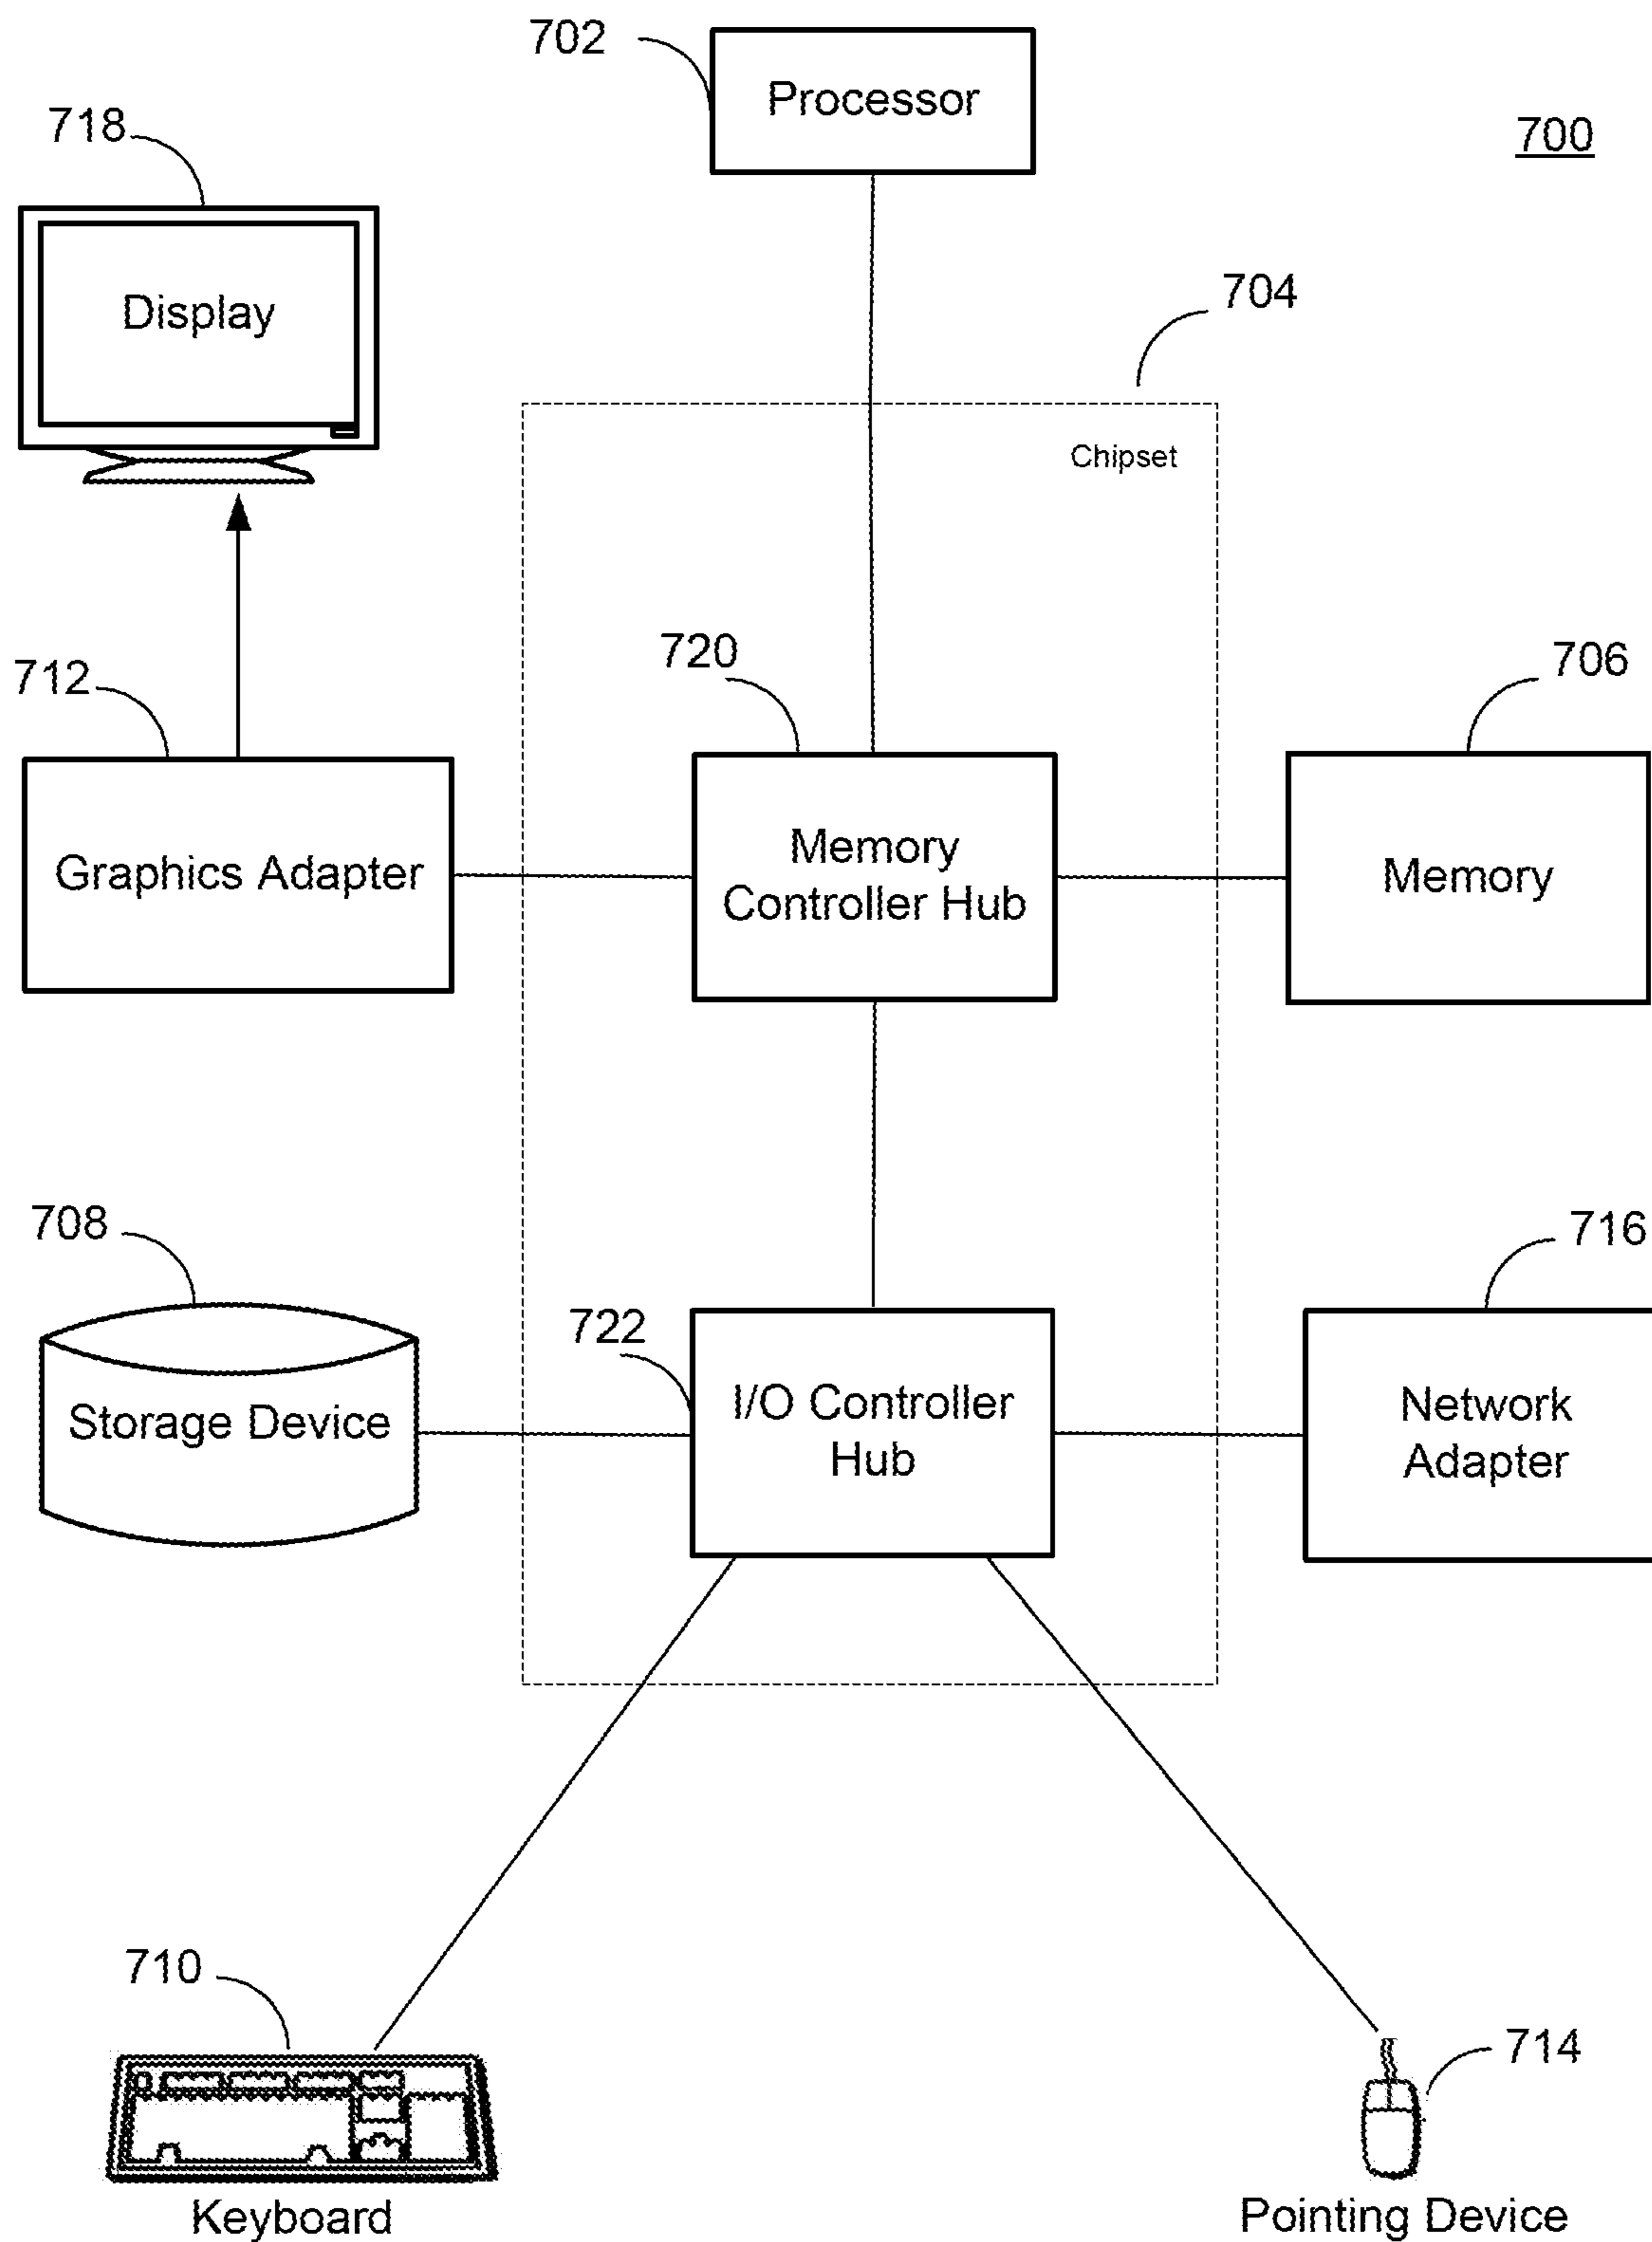 702
Processor
700
718
Display
704
Chipset
720
706
712
Memory
Controller Hub
Graphics Adapter
Memory
708
716
722
I/O Controller
Hub
Storage Device
Network
Adapter
710
714
Keyboard
Pointing Device